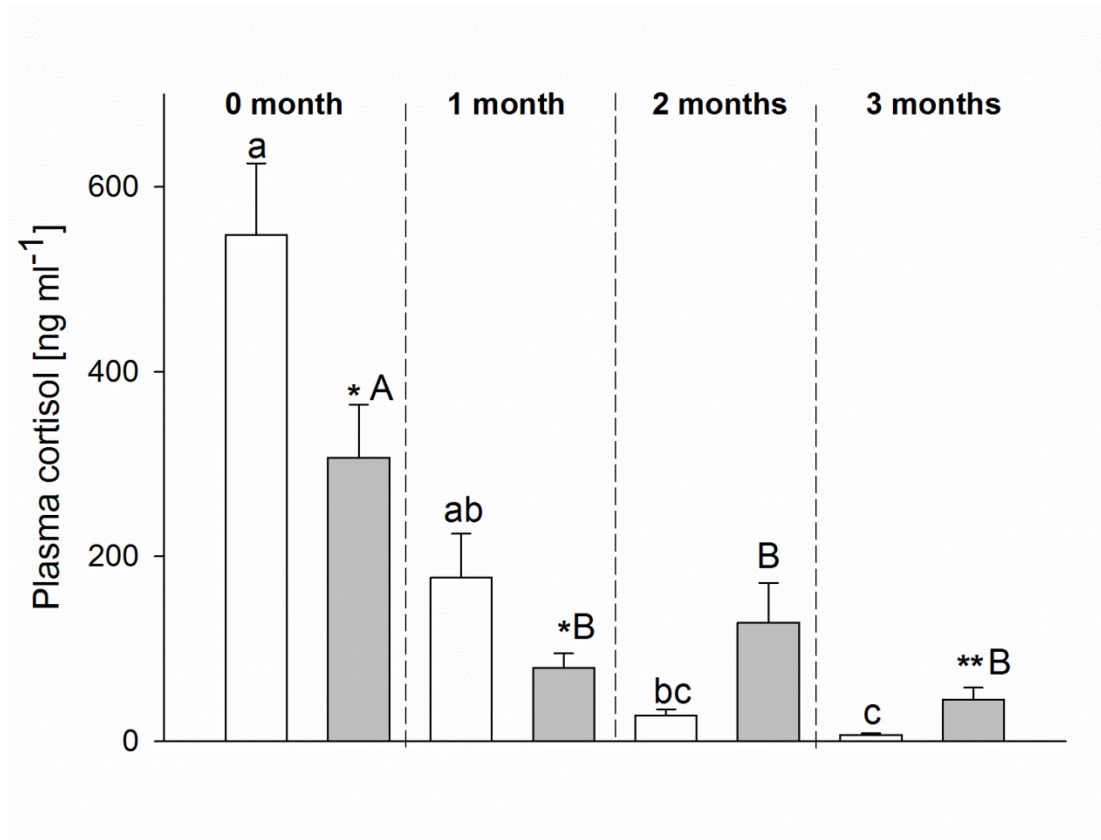 0 month 1 month 2 months 3 months
a
600
Plasma cortisol [ng ml-1]
400
* A
ab
200
B
*B
**B
bc
c
0